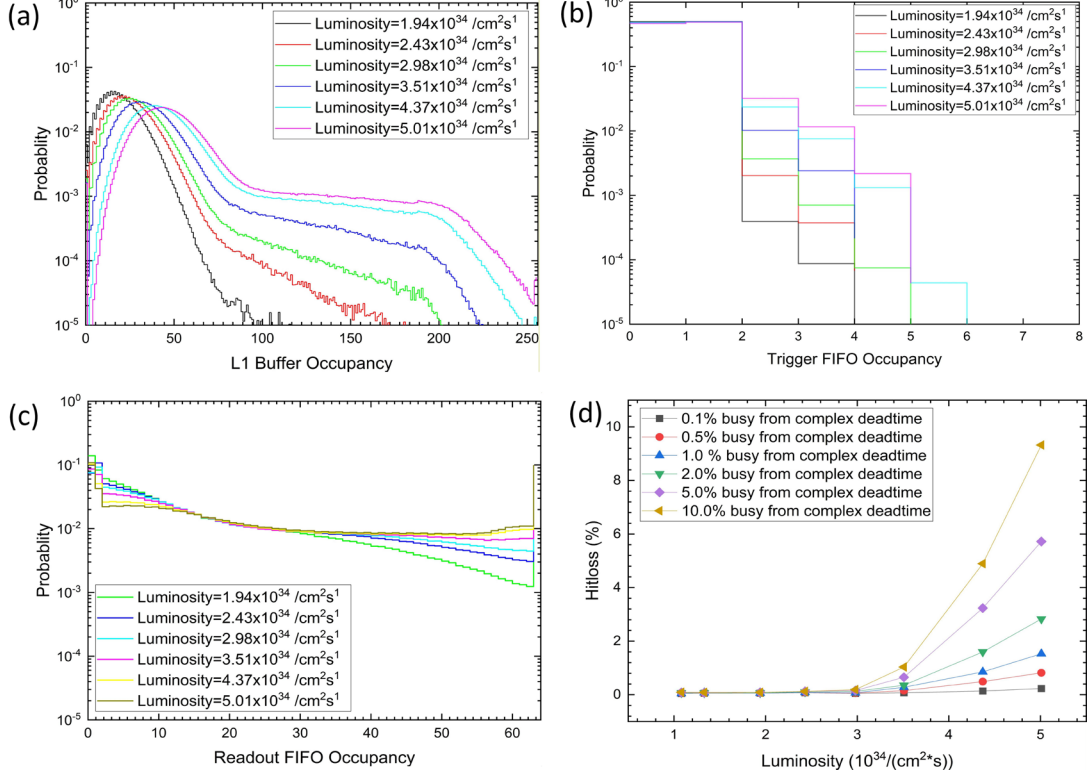 (a)
10⁰
10⁻¹
10⁻²
10⁻³
10⁻⁴
10⁻⁵
Probablity
Luminosity=1.94x10³⁴ /cm²s¹
Luminosity=2.43x10³⁴ /cm²s¹
Luminosity=2.98x10³⁴ /cm²s¹
Luminosity=3.51x10³⁴ /cm²s¹
Luminosity=4.37x10³⁴ /cm²s¹
Luminosity=5.01x10³⁴ /cm²s¹
0 50 100 150 200 250
L1 Buffer Occupancy
(b)
10⁰
10⁻¹
10⁻²
10⁻³
10⁻⁴
10⁻⁵
Probablity
Luminosity=1.94x10³⁴ /cm²s¹
Luminosity=2.43x10³⁴ /cm²s¹
Luminosity=2.98x10³⁴ /cm²s¹
Luminosity=3.51x10³⁴ /cm²s¹
Luminosity=4.37x10³⁴ /cm²s¹
Luminosity=5.01x10³⁴ /cm²s¹
0 1 2 3 4 5 6 7 8
Trigger FIFO Occupancy
(c)
10⁰
10⁻¹
10⁻²
10⁻³
10⁻⁴
10⁻⁵
Probablity
Luminosity=1.94x10³⁴ /cm²s¹
Luminosity=2.43x10³⁴ /cm²s¹
Luminosity=2.98x10³⁴ /cm²s¹
Luminosity=3.51x10³⁴ /cm²s¹
Luminosity=4.37x10³⁴ /cm²s¹
Luminosity=5.01x10³⁴ /cm²s¹
0 10 20 30 40 50 60
Readout FIFO Occupancy
(d)
10
8
6
4
2
0
Hitloss (%)
0.1% busy from complex deadtime
0.5% busy from complex deadtime
1.0 % busy from complex deadtime
2.0% busy from complex deadtime
5.0% busy from complex deadtime
10.0% busy from complex deadtime
1 2 3 4 5
Luminosity (10³⁴/(cm²*s))